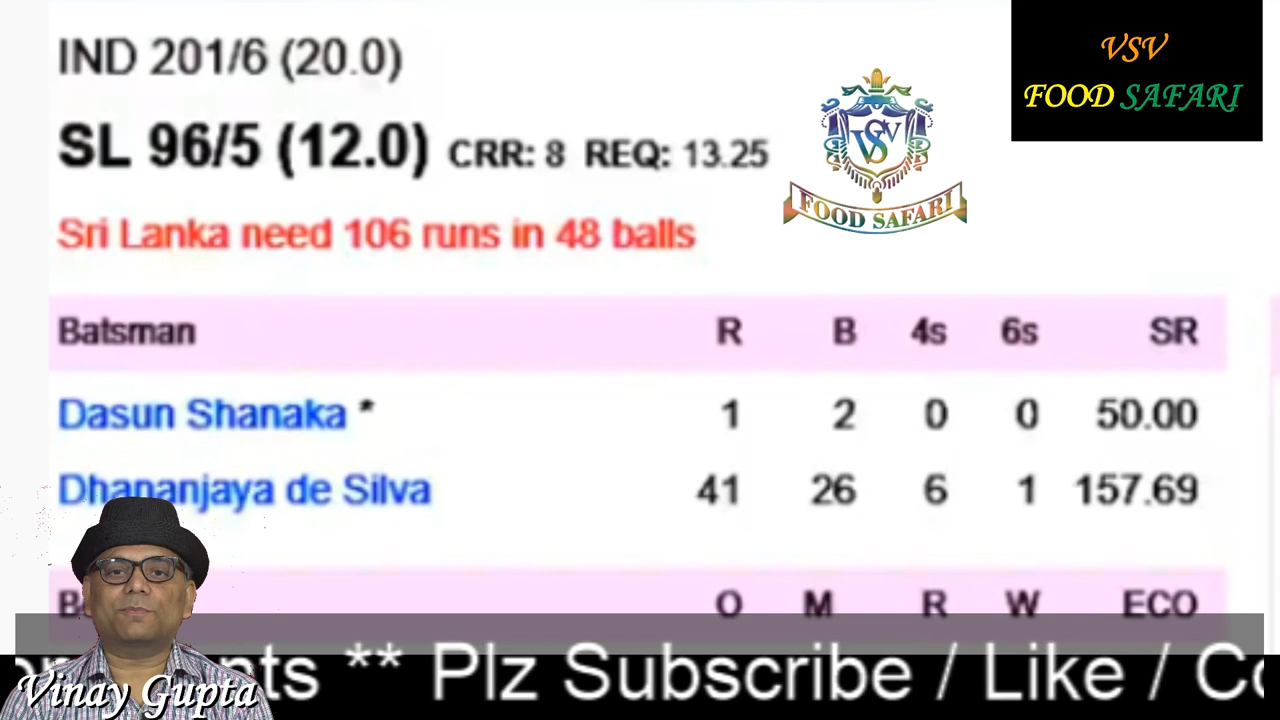 IND 201/6 (20.0)
SL 96/5 (12.0) CRR: 8 REQ: 13.25
Sri Lanka need 106 runs in 48 balls
VSV
FOOD SAFARI
VSV
FOOD SAFARI
Batsman R B 4s 6s SR
Dasun Shanaka * 1 2 0 0 50.00
Dhananjaya de Silva 41 26 6 1 157.69
O M R W ECO
** Plz Subscribe / Like /
Vinay Gupta